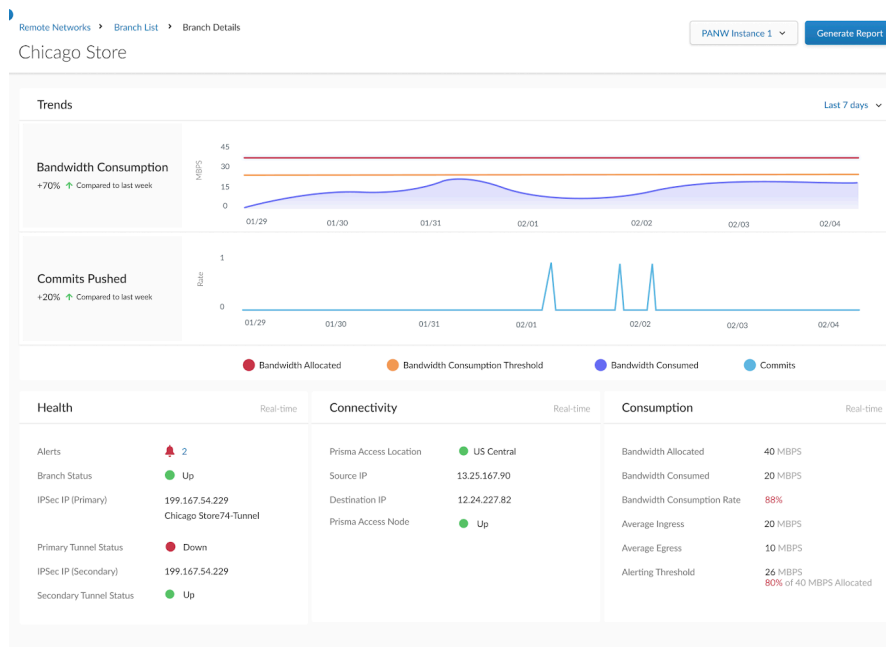 Remote Networks > Branch List > Branch Details
Chicago Store
PANW Instance 1
Generate Report
Trends
Last 7 days
Bandwidth Consumption
+70% ↑ Compared to last week
MBPS
45
30
15
0
01/29 01/30 01/31 02/01 02/02 02/03 02/04
Commits Pushed
+20% ↑ Compared to last week
Rate
1
0
01/29 01/30 01/31 02/01 02/02 02/03 02/04
Bandwidth Allocated Bandwidth Consumption Threshold Bandwidth Consumed Commits
Health Real-time
Alerts 2
Branch Status Up
IPSec IP (Primary) 199.167.54.229
Chicago Store74-Tunnel
Primary Tunnel Status Down
IPSec IP (Secondary) 199.167.54.229
Secondary Tunnel Status Up
Connectivity Real-time
Prisma Access Location US Central
Source IP 13.25.167.90
Destination IP 12.24.227.82
Prisma Access Node Up
Consumption Real-time
Bandwidth Allocated 40 MBPS
Bandwidth Consumed 20 MBPS
Bandwidth Consumption Rate 88%
Average Ingress 20 MBPS
Average Egress 10 MBPS
Alerting Threshold 26 MBPS
80% of 40 MBPS Allocated